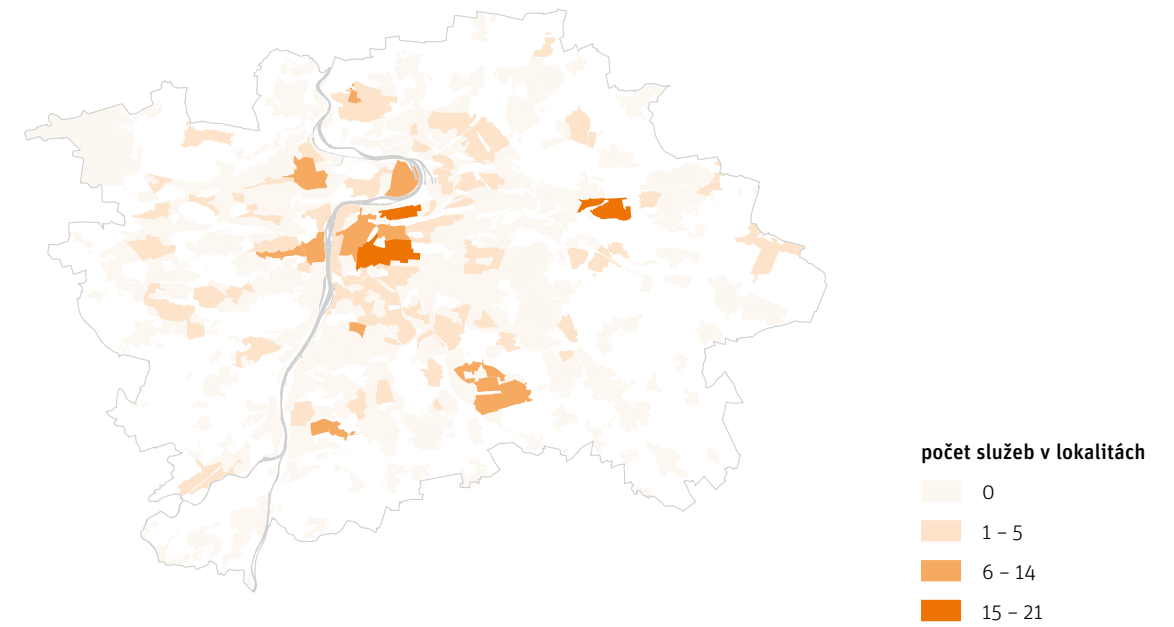 počet služeb v lokalitách
0
1 – 5
6 – 14
15 – 21